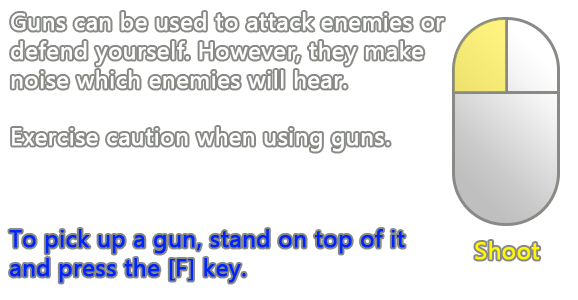 Guns can be used to attack enemies or
defend yourself. However, they make
noise which enemies will hear.
Exercise caution when using guns.
To pick up a gun, stand on top of it
and press the [F] key.
Shoot